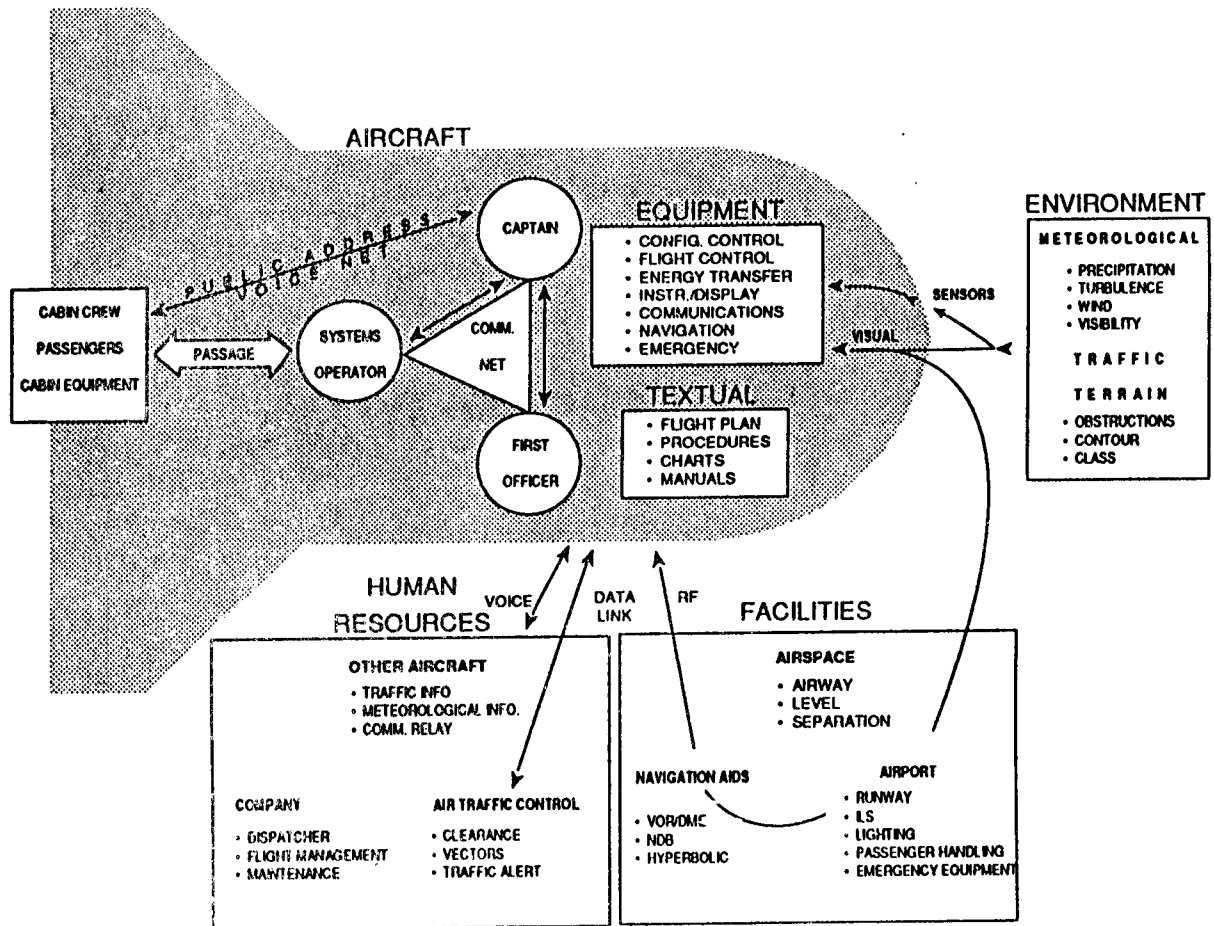 AIRCRAFT
PUBLIC ADDRESS
VOICE NET
CAPTAIN
CABIN CREW
PASSENGERS
CABIN EQUIPMENT
PASSAGE
SYSTEMS
OPERATOR
COMM.
NET
FIRST
OFFICER
EQUIPMENT
• CONFIG. CONTROL
• FLIGHT CONTROL
• ENERGY TRANSFER
• INSTR./DISPLAY
• COMMUNICATIONS
• NAVIGATION
• EMERGENCY
TEXTUAL
• FLIGHT PLAN
• PROCEDURES
• CHARTS
• MANUALS
SENSORS
VISUAL
ENVIRONMENT
METEOROLOGICAL
• PRECIPITATION
• TURBULENCE
• WIND
• VISIBILITY
TRAFFIC
TERRAIN
• OBSTRUCTIONS
• CONTOUR
• CLASS
HUMAN
RESOURCES
VOICE
DATA
LINK
RF
OTHER AIRCRAFT
• TRAFFIC INFO
• METEOROLOGICAL INFO.
• COMM. RELAY
COMPANY
• DISPATCHER
• FLIGHT MANAGEMENT
• MAINTENANCE
AIR TRAFFIC CONTROL
• CLEARANCE
• VECTORS
• TRAFFIC ALERT
FACILITIES
AIRSPACE
• AIRWAY
• LEVEL
• SEPARATION
NAVIGATION AIDS
• VOR/DME
• NDB
• HYPERBOLIC
AIRPORT
• RUNWAY
• ILS
• LIGHTING
• PASSENGER HANDLING
• EMERGENCY EQUIPMENT